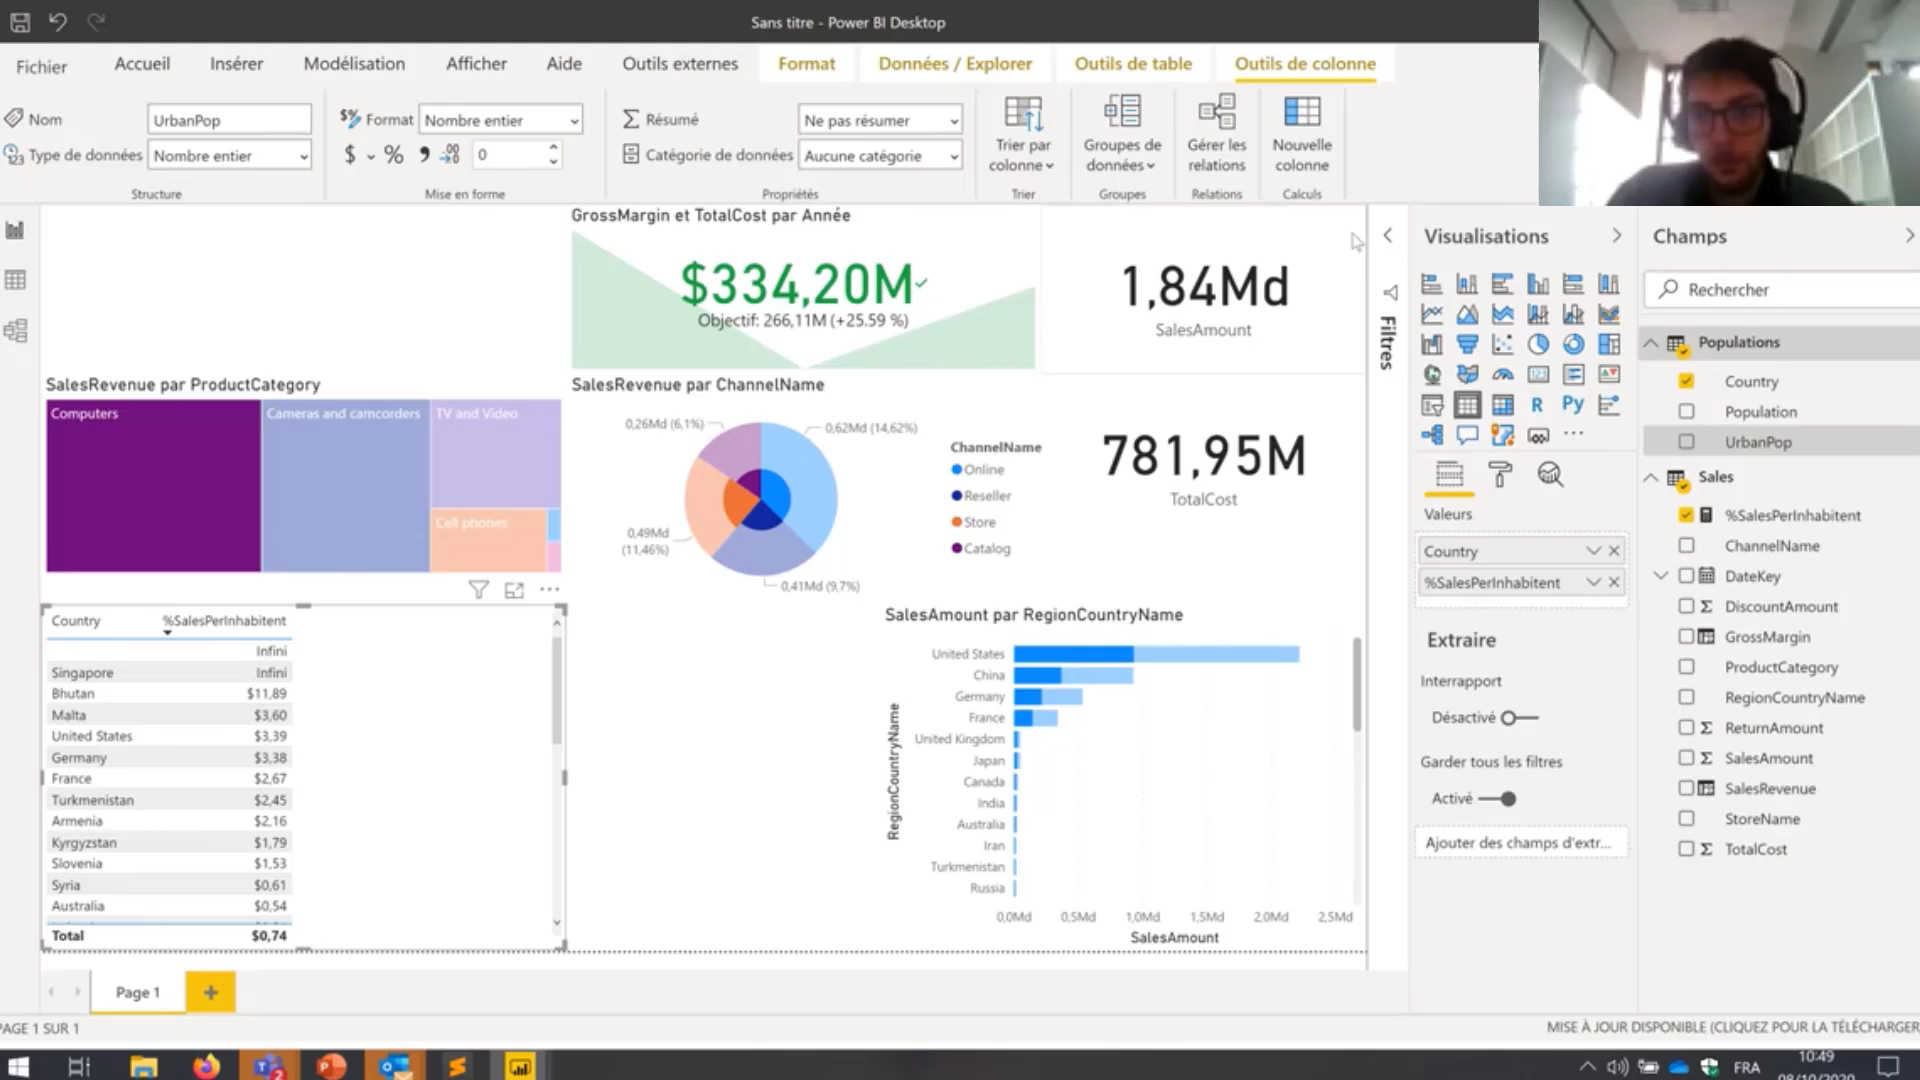 Sans titre - Power BI Desktop
Fichier
Accueil
Insérer
Modélisation
Afficher
Aide
Outils externes
Format
Données / Explorer
Outils de table
Outils de colonne
Nom
UrbanPop
Type de données
Nombre entier
Structure
Format
Nombre entier
$ % 0
Mise en forme
Résumé
Ne pas résumer
Catégorie de données
Aucune catégorie
Propriétés
Trier par
colonne
Trier
Groupes de
données
Groupes
Gérer les
relations
Relations
Nouvelle
colonne
Calculs
GrossMargin et TotalCost par Année
$334,20M
Objectif: 266,11M (+25.59 %)
1,84Md
SalesAmount
SalesRevenue par ProductCategory
Computers
Cameras and camcorders
TV and Video
Cell phones
SalesRevenue par ChannelName
0,26Md (6,1%)
0,62Md (14,62%)
0,49Md
(11,46%)
0,41Md (9,7%)
ChannelName
Online
Reseller
Store
Catalog
781,95M
TotalCost
Country %SalesPerInhabitent
Infini
Singapore Infini
Bhutan $11,89
Malta $3,60
United States $3,39
Germany $3,38
France $2,67
Turkmenistan $2,45
Armenia $2,16
Kyrgyzstan $1,79
Slovenia $1,53
Syria $0,61
Australia $0,54
Total $0,74
SalesAmount par RegionCountryName
RegionCountryName
United States
China
Germany
France
United Kingdom
Japan
Canada
India
Australia
Iran
Turkmenistan
Russia
0,0Md 0,5Md 1,0Md 1,5Md 2,0Md 2,5Md
SalesAmount
Filtres
Visualisations
R
Py
Valeurs
Country
%SalesPerInhabitent
Extraire
Interrapport
Désactivé
Garder tous les filtres
Activé
Ajouter des champs d'extr...
Champs
Rechercher
Populations
Country
Population
UrbanPop
Sales
%SalesPerInhabitent
ChannelName
DateKey
DiscountAmount
GrossMargin
ProductCategory
RegionCountryName
ReturnAmount
SalesAmount
SalesRevenue
StoreName
TotalCost
Page 1
PAGE 1 SUR 1
MISE À JOUR DISPONIBLE (CLIQUEZ POUR LA TÉLÉCHARGER
FRA
10:49
08/10/2020